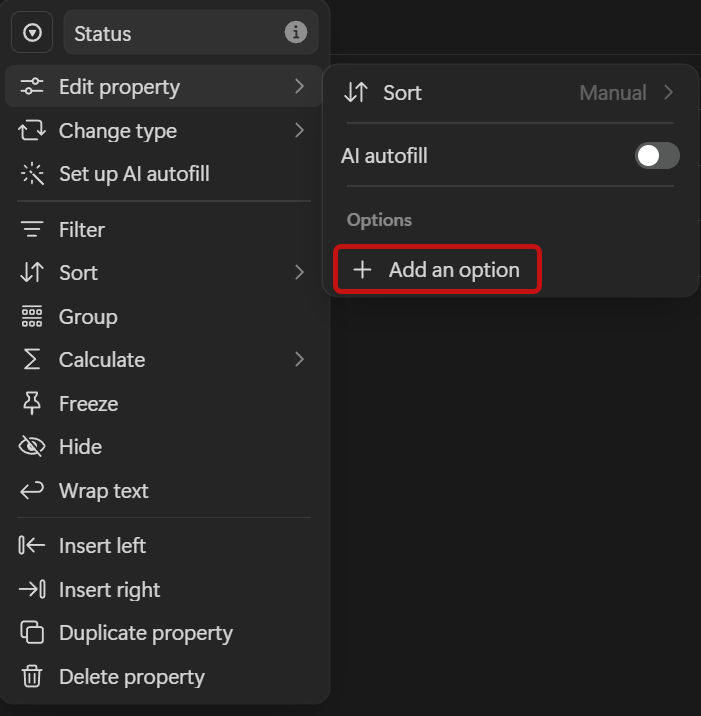 Status
Edit property
Change type
Set up AI autofill
Filter
Sort
Group
Calculate
Freeze
Hide
Wrap text
Insert left
Insert right
Duplicate property
Delete property
Sort Manual
AI autofill
Options
Add an option